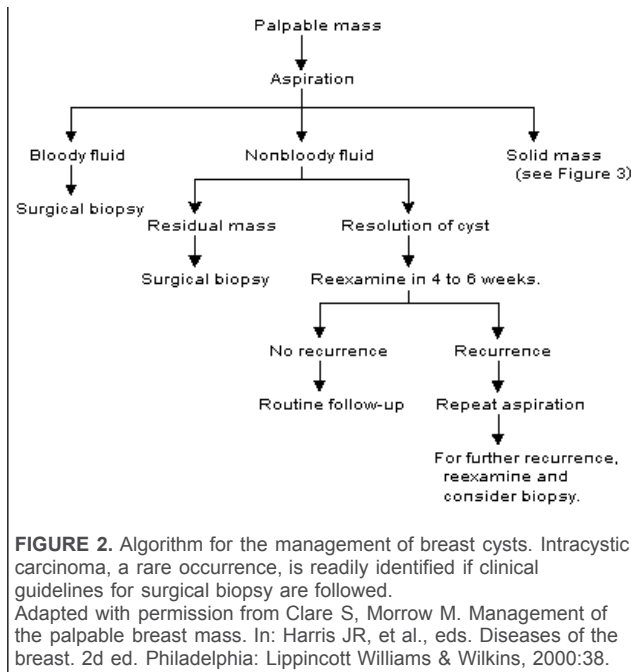 Palpable mass
Aspiration
Bloody fluid
Nonbloody fluid
Solid mass
(see Figure 3)
Surgical biopsy
Residual mass
Resolution of cyst
Surgical biopsy
Reexamine in 4 to 6 weeks.
No recurrence
Recurrence
Routine follow-up
Repeat aspiration
For further recurrence,
reexamine and
consider biopsy.
FIGURE 2. Algorithm for the management of breast cysts. Intracystic
carcinoma, a rare occurrence, is readily identified if clinical
guidelines for surgical biopsy are followed.
Adapted with permission from Clare S, Morrow M. Management of
the palpable breast mass. In: Harris JR, et al., eds. Diseases of the
breast. 2d ed. Philadelphia: Lippincott Williams & Wilkins, 2000:38.